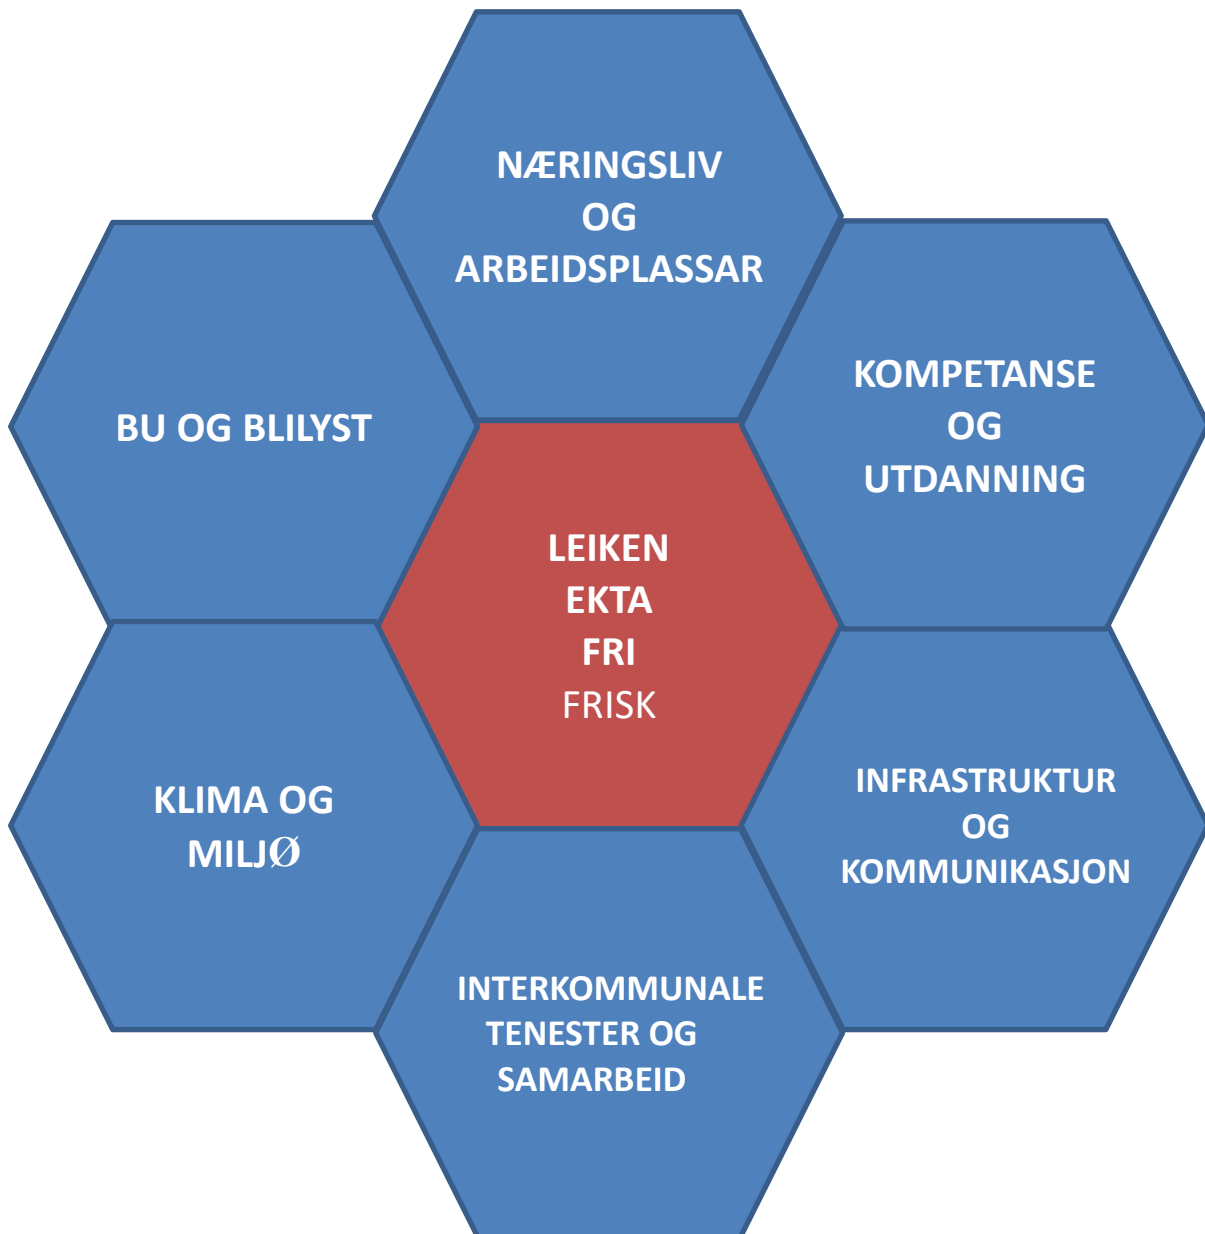 NÆRINGSLIV
OG
ARBEIDSPLASSAR
KOMPETANSE
OG
UTDANNING
BU OG BLILYST
LEIKEN
EKTA
FRI
FRISK
INFRASTRUKTUR
OG
KOMMUNIKASJON
KLIMA OG
MILJØ
INTERKOMMUNALE
TENESTER OG
SAMARBEID